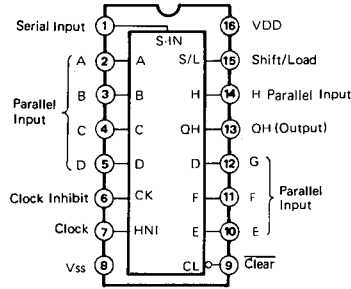 Serial Input 1 S-IN 16 VDD
A 2 A S/L 15 Shift/Load
B 3 B H 14 H Parallel Input
Parallel
Input
C 4 C QH 13 QH (Output)
D 5 D D 12 G
Clock Inhibit 6 CK F 11 F
Parallel
Input
Clock 7 HNI E 10 E
Vss 8 CL 9 Clear